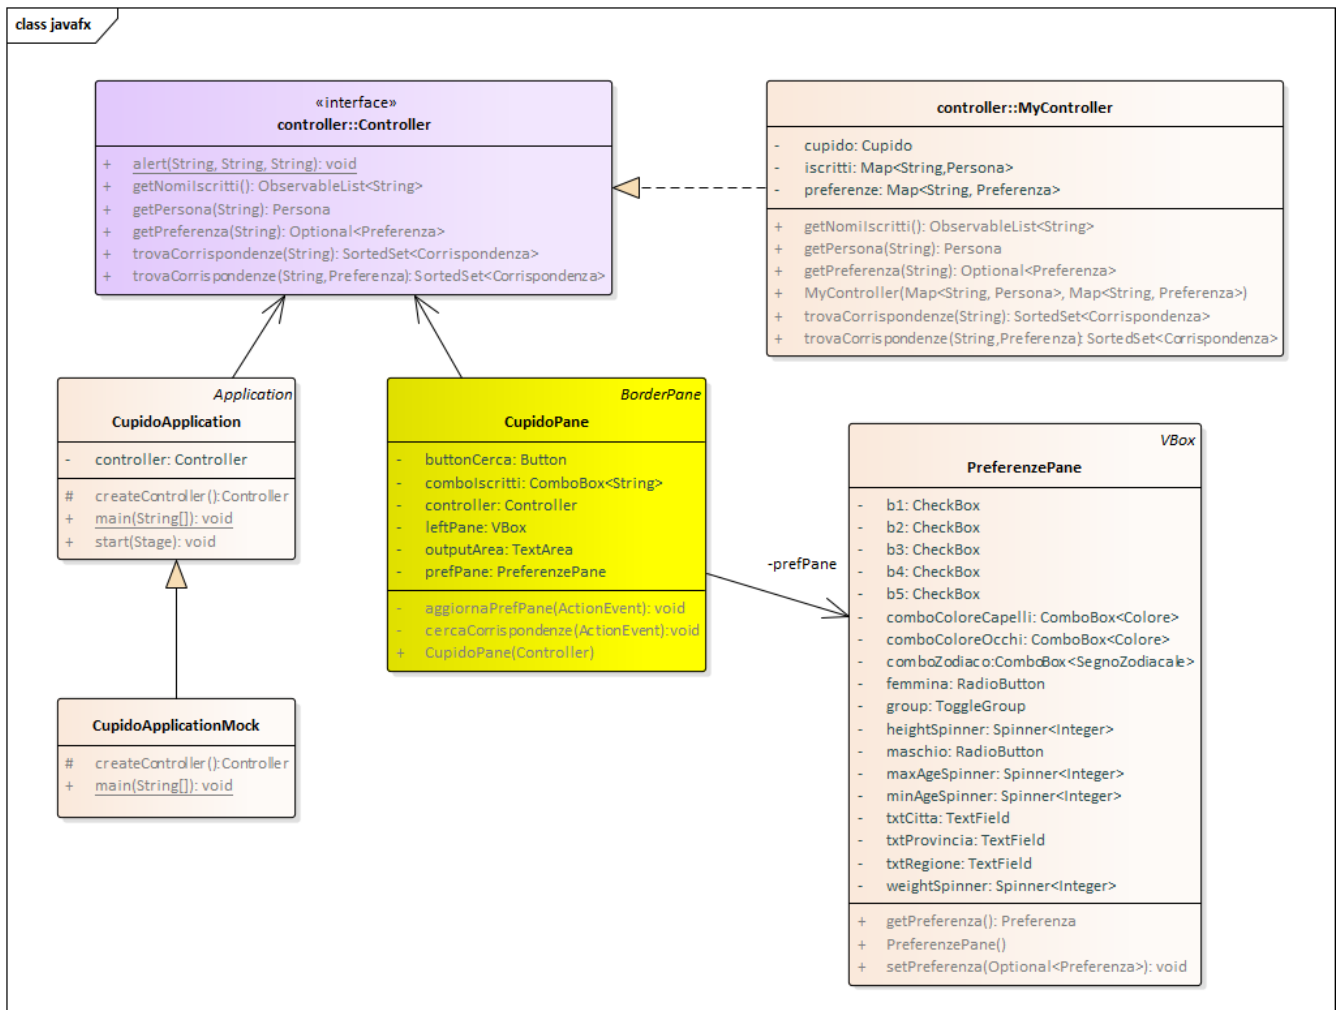 class javafx
«interface»
controller::Controller
+ alert(String, String, String): void
+ getNomiIscritti(): ObservableList<String>
+ getPersona(String): Persona
+ getPreferenza(String): Optional<Preferenza>
+ trovaCorrispondenze(String): SortedSet<Corrispondenza>
+ trovaCorrispondenze(String,Preferenza): SortedSet<Corrispondenza>
controller::MyController
- cupido: Cupido
- iscritti: Map<String,Persona>
- preferenze: Map<String, Preferenza>
+ getNomiIscritti(): ObservableList<String>
+ getPersona(String): Persona
+ getPreferenza(String): Optional<Preferenza>
+ MyController(Map<String, Persona>, Map<String, Preferenza>)
+ trovaCorrispondenze(String): SortedSet<Corrispondenza>
+ trovaCorrispondenze(String,Preferenza): SortedSet<Corrispondenza>
Application
CupidoApplication
- controller: Controller
# createController():Controller
+ main(String[]): void
+ start(Stage): void
BorderPane
CupidoPane
- buttonCerca: Button
- comboIscritti: ComboBox<String>
- controller: Controller
- leftPane: VBox
- outputArea: TextArea
- prefPane: PreferenzePane
- aggiornaPrefPane(ActionEvent): void
- cercaCorrispondenze(ActionEvent):void
+ CupidoPane(Controller)
-prefPane
VBox
PreferenzePane
- b1: CheckBox
- b2: CheckBox
- b3: CheckBox
- b4: CheckBox
- b5: CheckBox
- comboColoreCapelli: ComboBox<Colore>
- comboColoreOcchi: ComboBox<Colore>
- comboZodiaco:ComboBox<SegnoZodiacale>
- femmina: RadioButton
- group: ToggleGroup
- heightSpinner: Spinner<Integer>
- maschio: RadioButton
- maxAgeSpinner: Spinner<Integer>
- minAgeSpinner: Spinner<Integer>
- txtCitta: TextField
- txtProvincia: TextField
- txtRegione: TextField
- weightSpinner: Spinner<Integer>
+ getPreferenza(): Preferenza
+ PreferenzePane()
+ setPreferenza(Optional<Preferenza>): void
CupidoApplicationMock
# createController():Controller
+ main(String[]): void